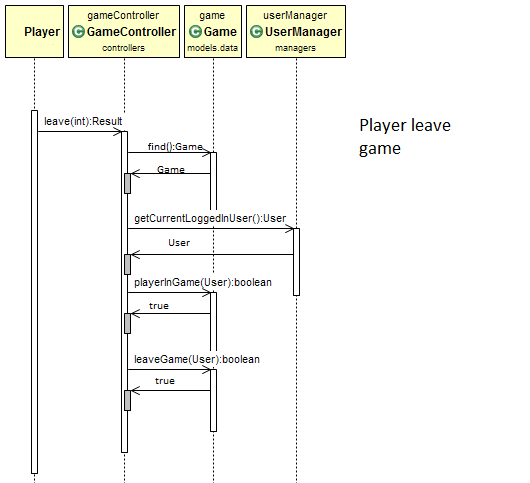 Player
gameController
C GameController
controllers
game
C Game
models.data
userManager
C UserManager
managers
leave(int):Result
Player leave
game
find():Game
Game
getCurrentLoggedInUser():User
User
playerInGame(User):boolean
true
leaveGame(User):boolean
true